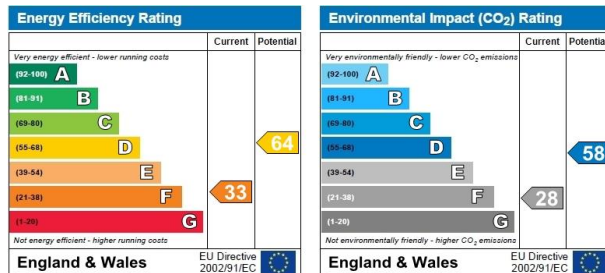 Energy Efficiency Rating
Current Potential
Very energy efficient - lower running costs
(92-100) A
(81-91) B
(69-80) C
(55-68) D
64
(39-54) E
(21-38) F
33
(1-20) G
Not energy efficient - higher running costs
England & Wales
EU Directive
2002/91/EC
Environmental Impact (CO₂) Rating
Current Potential
Very environmentally friendly - lower CO₂ emissions
(92-100) A
(81-91) B
(69-80) C
(55-68) D
58
(39-54) E
(21-38) F
28
(1-20) G
Not environmentally friendly - higher CO₂ emissions
England & Wales
EU Directive
2002/91/EC